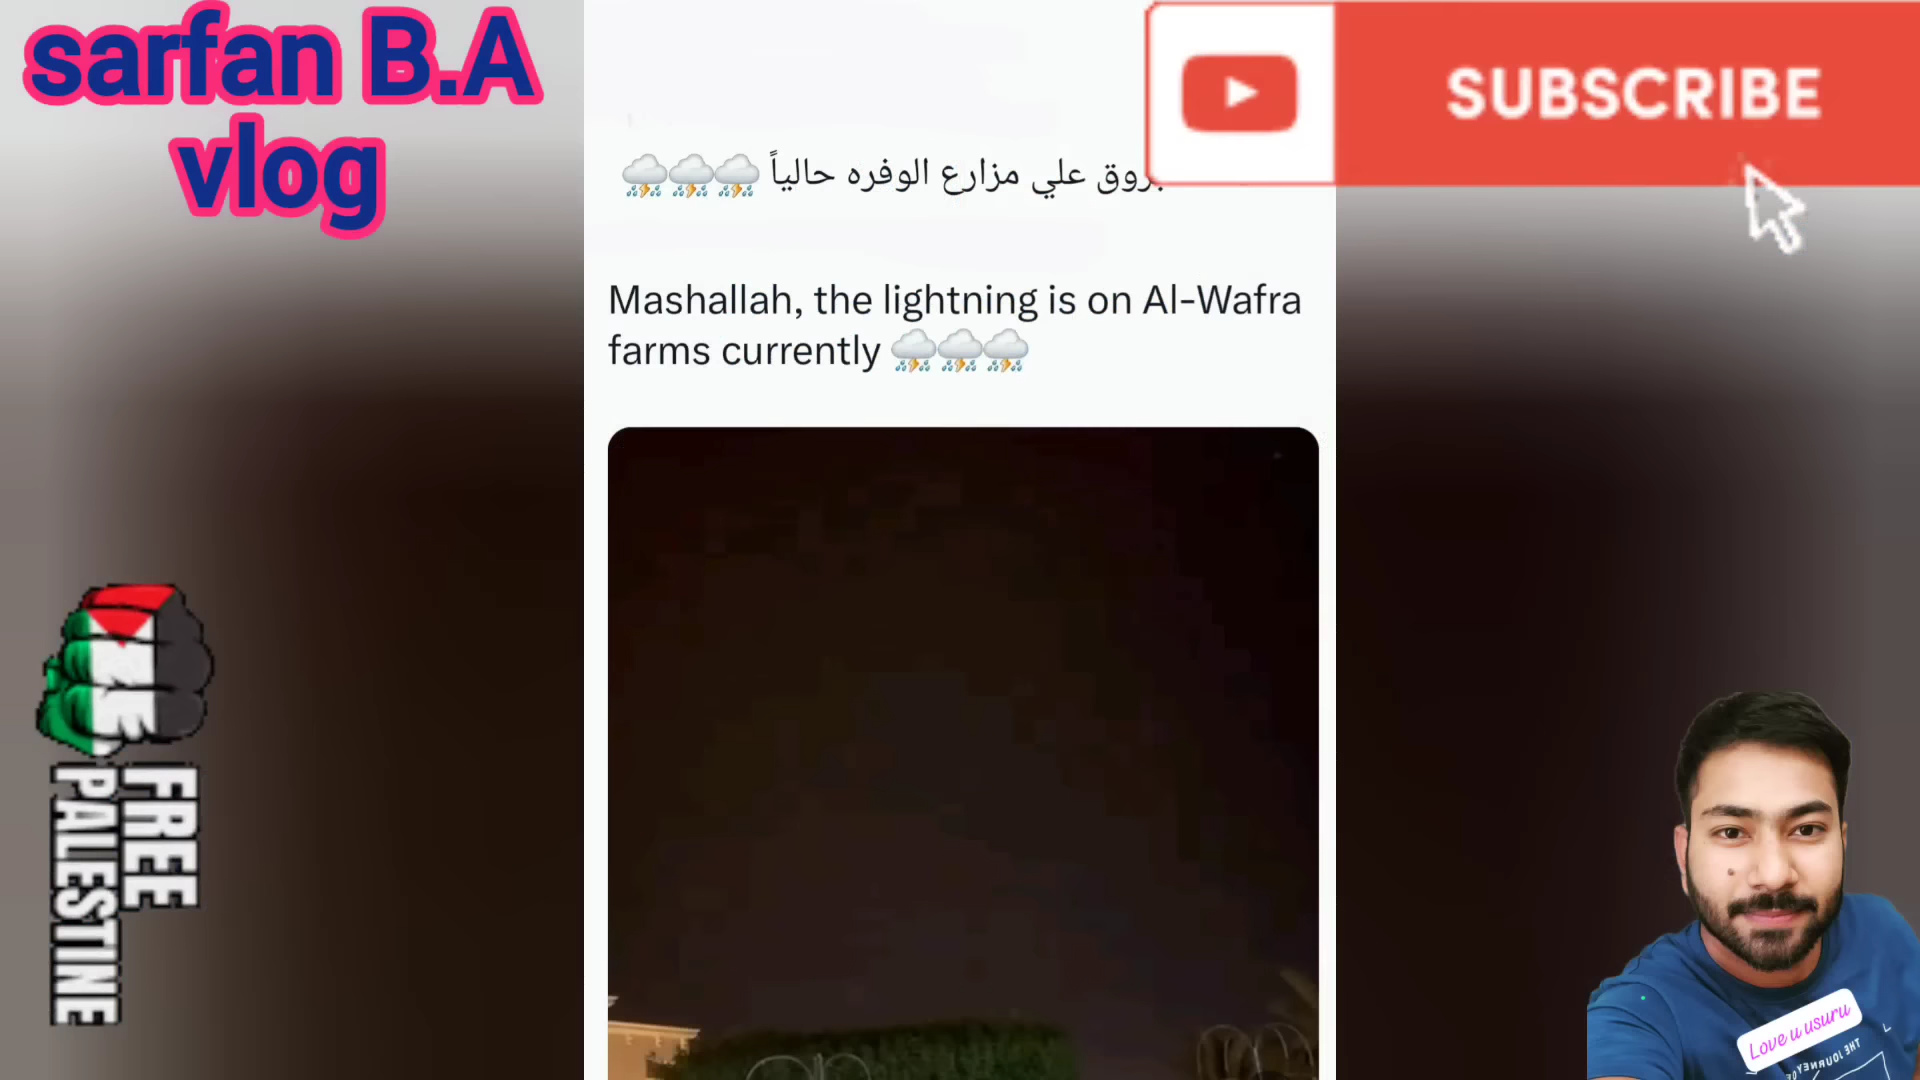 sarfan B.A
vlog
SUBSCRIBE
علي مزارع الوفره حالياً ⛈️⛈️⛈️
Mashallah, the lightning is on Al-Wafra
farms currently ⛈️⛈️⛈️
FREE
PALESTINE
Love u usuru
THE JOURNEY